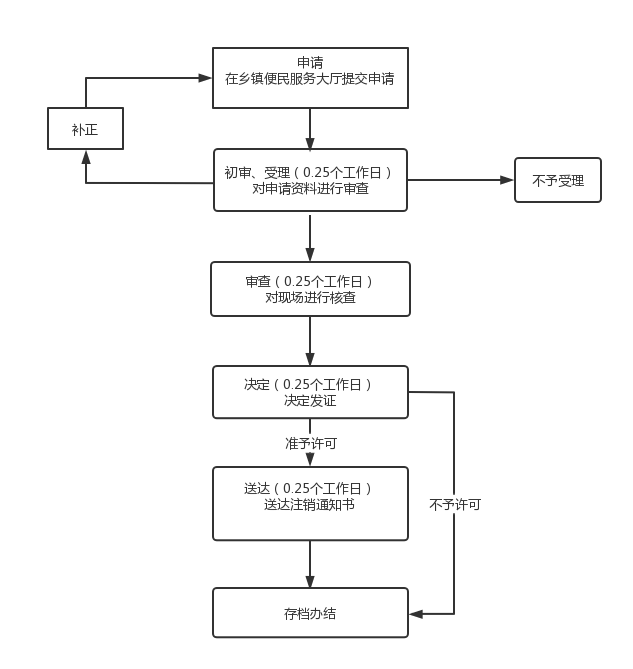 申请
在乡镇便民服务大厅提交申请
补正
初审、受理（0.25个工作日）
对申请资料进行审查
不予受理
审查（0.25个工作日）
对现场进行核查
决定（0.25个工作日）
决定发证
准予许可
送达（0.25个工作日）
送达注销通知书
不予许可
存档办结